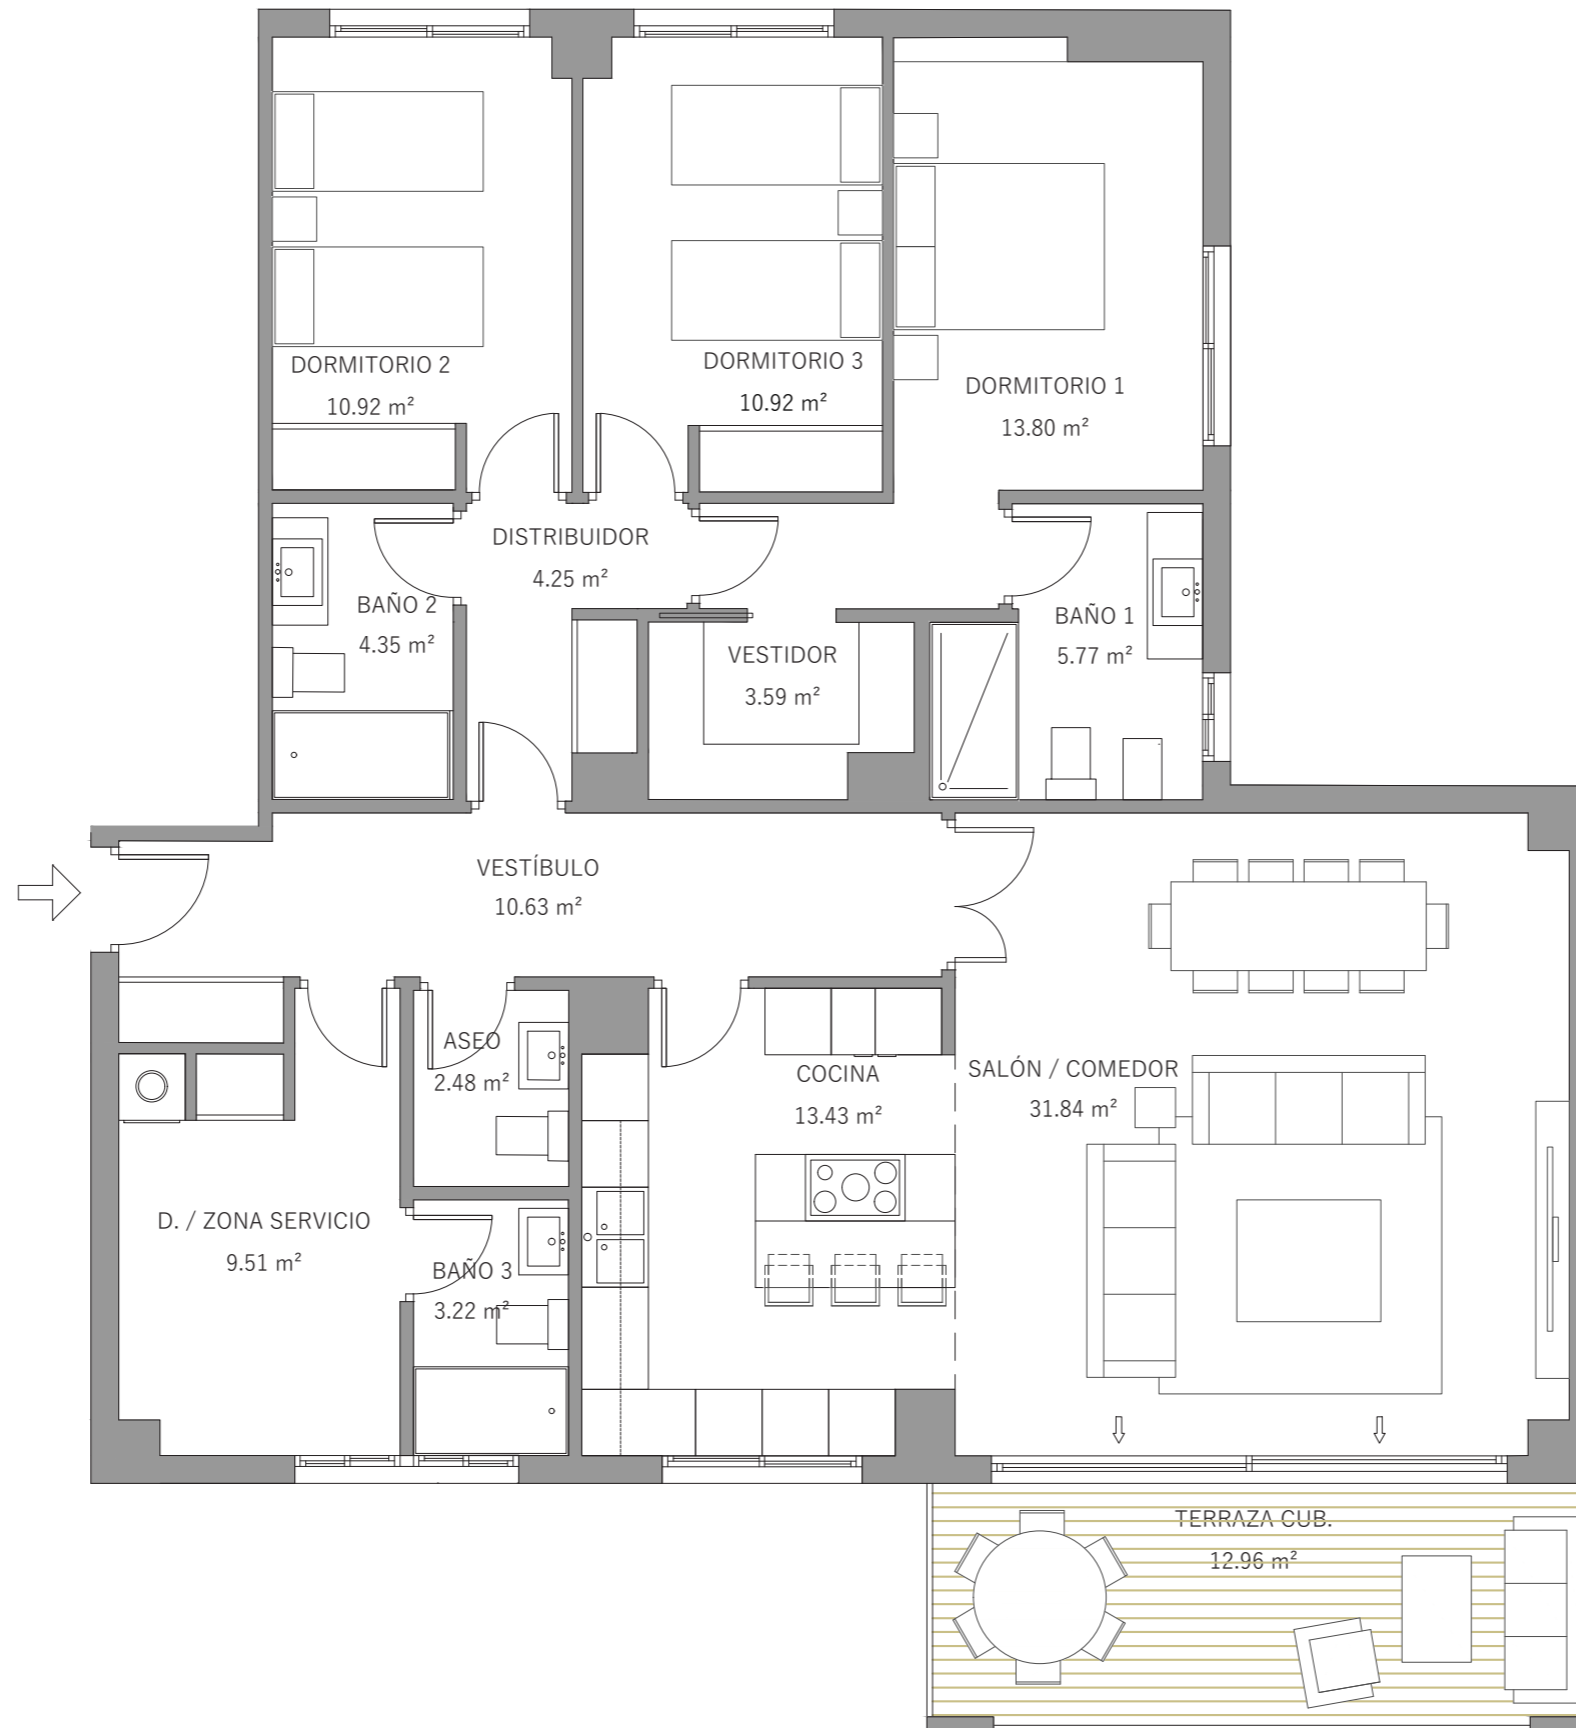 DORMITORIO 2
10.92 m²
DORMITORIO 3
10.92 m²
DORMITORIO 1
13.80 m²
DISTRIBUIDOR
4.25 m²
BAÑO 2
4.35 m²
VESTIDOR
3.59 m²
BAÑO 1
5.77 m²
VESTÍBULO
10.63 m²
ASEO
2.48 m²
COCINA
13.43 m²
SALÓN / COMEDOR
31.84 m²
D. / ZONA SERVICIO
9.51 m²
BAÑO 3
3.22 m²
TERRAZA CUB.
12.96 m²